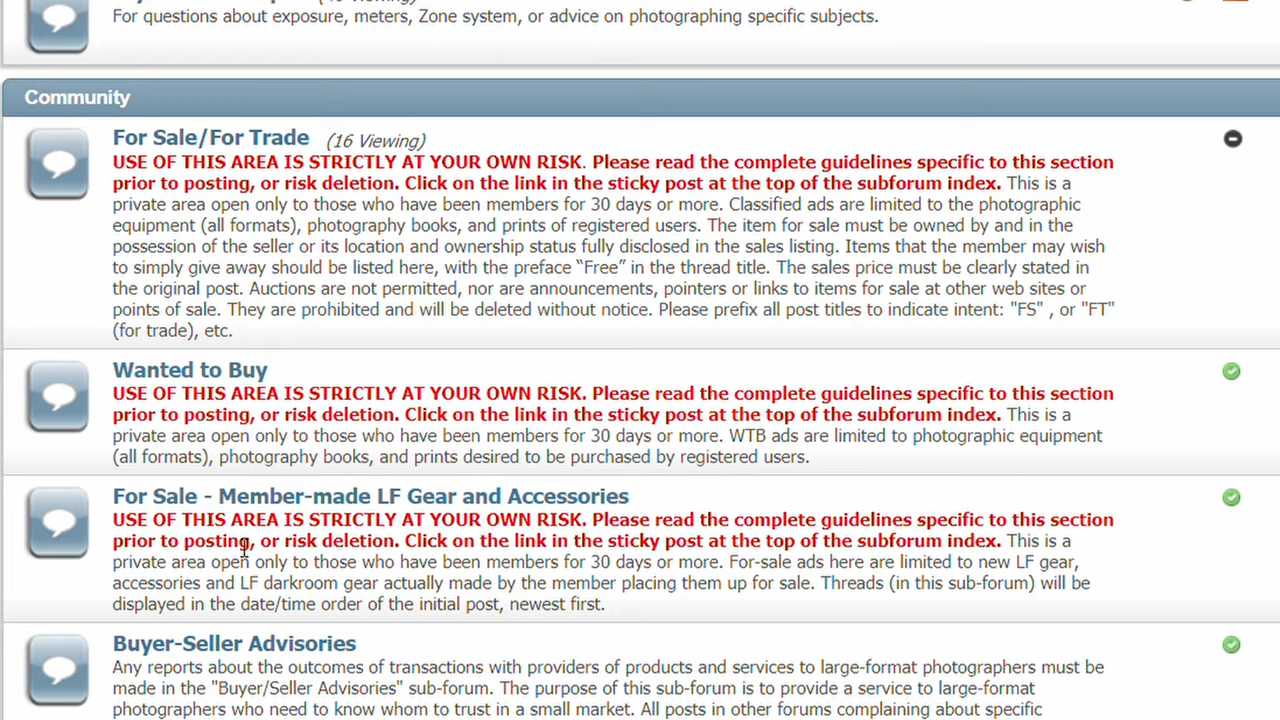 For questions about exposure, meters, Zone system, or advice on photographing specific subjects.
Community
For Sale/For Trade (16 Viewing)
USE OF THIS AREA IS STRICTLY AT YOUR OWN RISK. Please read the complete guidelines specific to this section
prior to posting, or risk deletion. Click on the link in the sticky post at the top of the subforum index. This is a
private area open only to those who have been members for 30 days or more. Classified ads are limited to the photographic
equipment (all formats), photography books, and prints of registered users. The item for sale must be owned by and in the
possession of the seller or its location and ownership status fully disclosed in the sales listing. Items that the member may wish
to simply give away should be listed here, with the preface “Free” in the thread title. The sales price must be clearly stated in
the original post. Auctions are not permitted, nor are announcements, pointers or links to items for sale at other web sites or
points of sale. They are prohibited and will be deleted without notice. Please prefix all post titles to indicate intent: "FS" , or "FT"
(for trade), etc.
Wanted to Buy
USE OF THIS AREA IS STRICTLY AT YOUR OWN RISK. Please read the complete guidelines specific to this section
prior to posting, or risk deletion. Click on the link in the sticky post at the top of the subforum index. This is a
private area open only to those who have been members for 30 days or more. WTB ads are limited to photographic equipment
(all formats), photography books, and prints desired to be purchased by registered users.
For Sale - Member-made LF Gear and Accessories
USE OF THIS AREA IS STRICTLY AT YOUR OWN RISK. Please read the complete guidelines specific to this section
prior to posting, or risk deletion. Click on the link in the sticky post at the top of the subforum index. This is a
private area open only to those who have been members for 30 days or more. For-sale ads here are limited to new LF gear,
accessories and LF darkroom gear actually made by the member placing them up for sale. Threads (in this sub-forum) will be
displayed in the date/time order of the initial post, newest first.
Buyer-Seller Advisories
Any reports about the outcomes of transactions with providers of products and services to large-format photographers must be
made in the "Buyer/Seller Advisories" sub-forum. The purpose of this sub-forum is to provide a service to large-format
photographers who need to know whom to trust in a small market. All posts in other forums complaining about specific